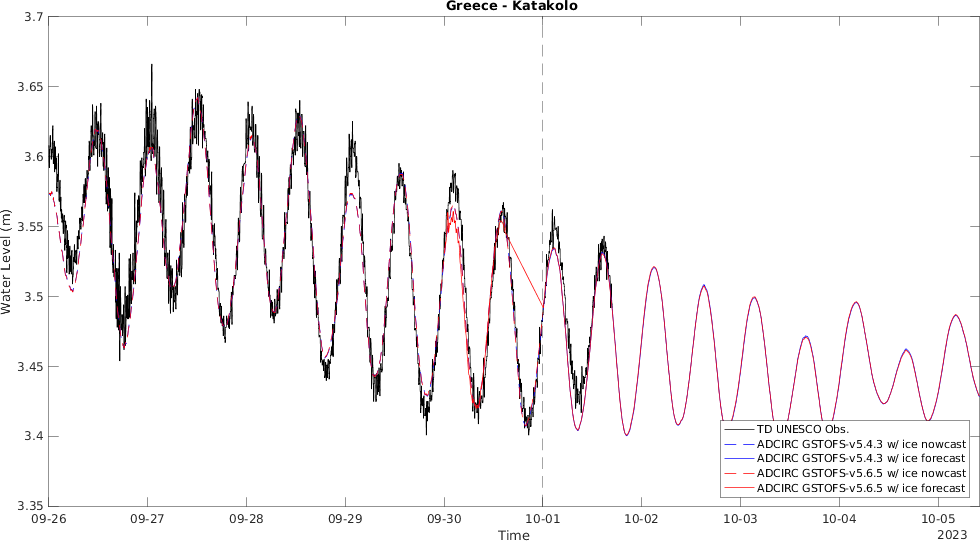 Greece - Katakolo
3.7
3.65
3.6
3.55
3.5
3.45
3.4
3.35
Water Level (m)
TD UNESCO Obs.
ADCIRC GSTOFS-v5.4.3 w/ ice nowcast
ADCIRC GSTOFS-v5.4.3 w/ ice forecast
ADCIRC GSTOFS-v5.6.5 w/ ice nowcast
ADCIRC GSTOFS-v5.6.5 w/ ice forecast
09-26 09-27 09-28 09-29 09-30 10-01 10-02 10-03 10-04 10-05
Time
2023